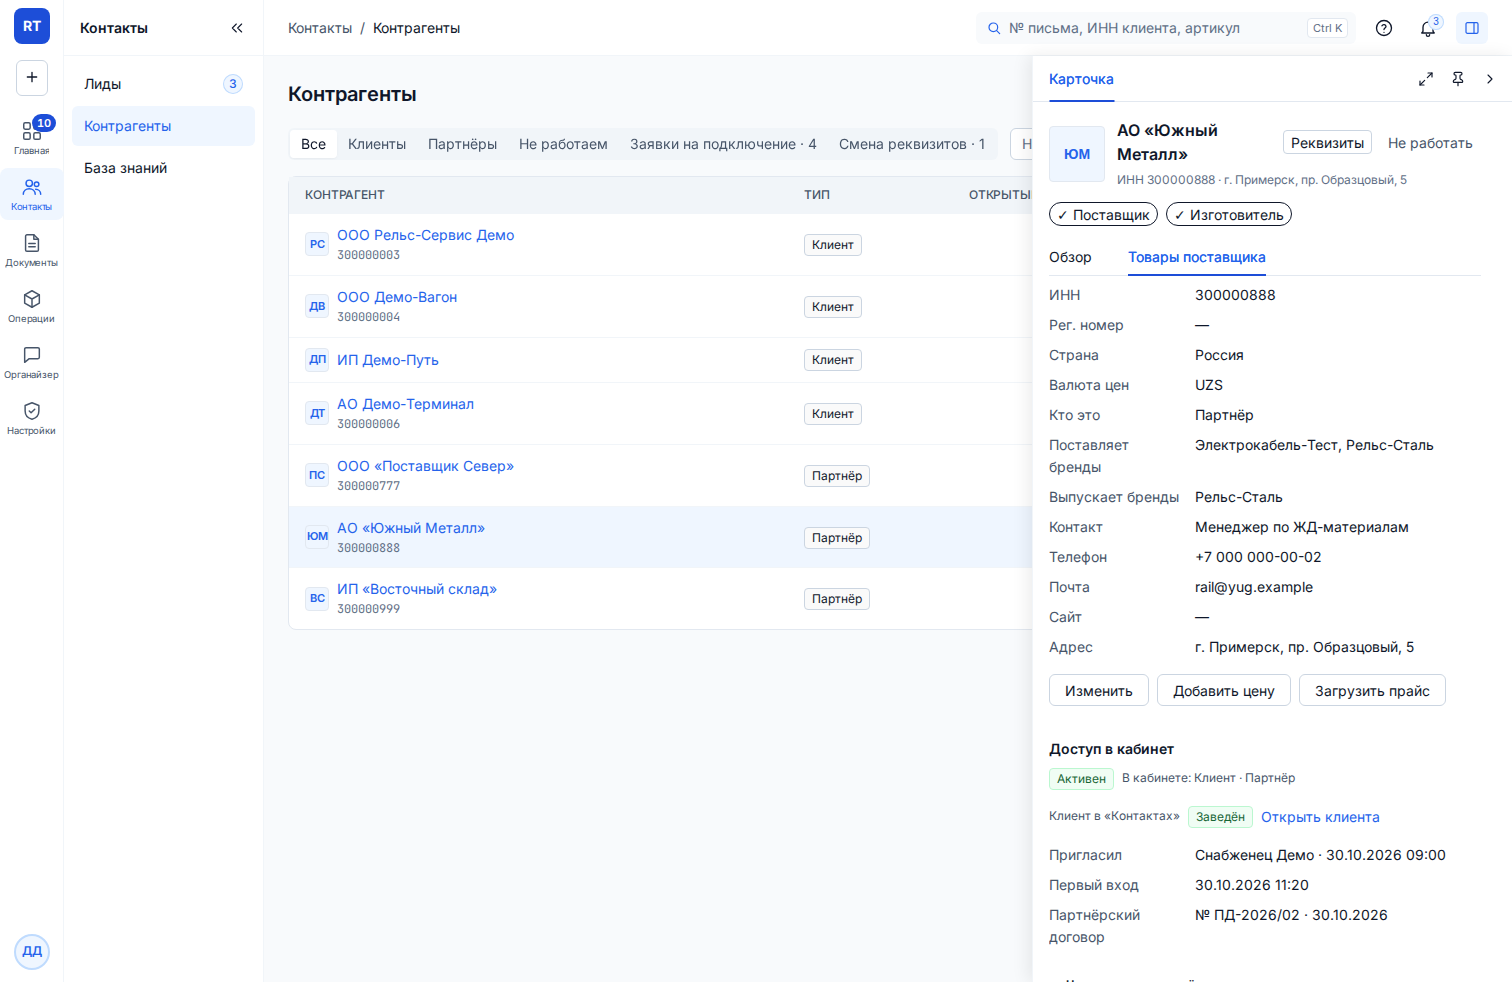 RT
Контакты
Контакты / Контрагенты
№ письма, ИНН клиента, артикул
Ctrl K
3
10
Главная
Контакты
Документы
Операции
Органайзер
Настройки
ДД
Лиды 3
Контрагенты
База знаний
Контрагенты
Все Клиенты Партнёры Не работаем Заявки на подключение · 4 Смена реквизитов · 1
КОНТРАГЕНТ ТИП
РС ООО Рельс-Сервис Демо Клиент
300000003
ДВ ООО Демо-Вагон Клиент
300000004
ДП ИП Демо-Путь Клиент
ДТ АО Демо-Терминал Клиент
300000006
ПС ООО «Поставщик Север» Партнёр
300000777
ЮМ АО «Южный Металл» Партнёр
300000888
ВС ИП «Восточный склад» Партнёр
300000999
Карточка
ЮМ
АО «Южный
Металл»
Реквизиты Не работать
ИНН 300000888 · г. Примерск, пр. Образцовый, 5
✓ Поставщик ✓ Изготовитель
Обзор Товары поставщика
ИНН 300000888
Рег. номер —
Страна Россия
Валюта цен UZS
Кто это Партнёр
Поставляет Электрокабель-Тест, Рельс-Сталь
бренды
Выпускает бренды Рельс-Сталь
Контакт Менеджер по ЖД-материалам
Телефон +7 000 000-00-02
Почта rail@yug.example
Сайт —
Адрес г. Примерск, пр. Образцовый, 5
Изменить Добавить цену Загрузить прайс
Доступ в кабинет
Активен В кабинете: Клиент · Партнёр
Клиент в «Контактах» Заведён Открыть клиента
Пригласил Снабженец Демо · 30.10.2026 09:00
Первый вход 30.10.2026 11:20
Партнёрский № ПД-2026/02 · 30.10.2026
договор